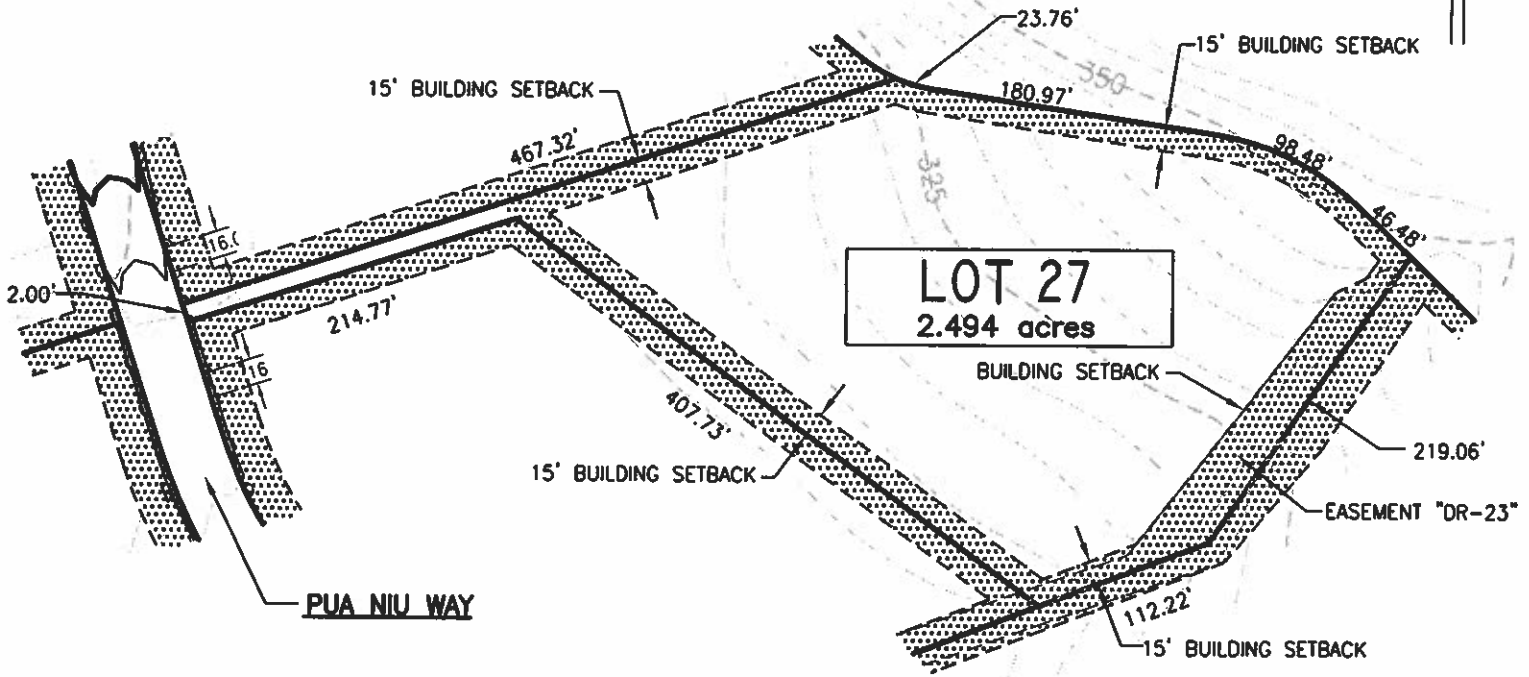 23.76'
15' BUILDING SETBACK
15' BUILDING SETBACK
350
180.97'
467.32'
98.48'
325
46.48'
16.0
LOT 27
2.494 acres
2.00'
214.77'
BUILDING SETBACK
16
407.73'
219.06'
15' BUILDING SETBACK
EASEMENT "DR-23"
PUA NIU WAY
112.22'
15' BUILDING SETBACK